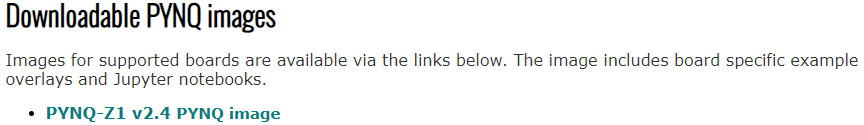 Downloadable PYNQ images
Images for supported boards are available via the links below. The image includes board specific example
overlays and Jupyter notebooks.
• PYNQ-Z1 v2.4 PYNQ image